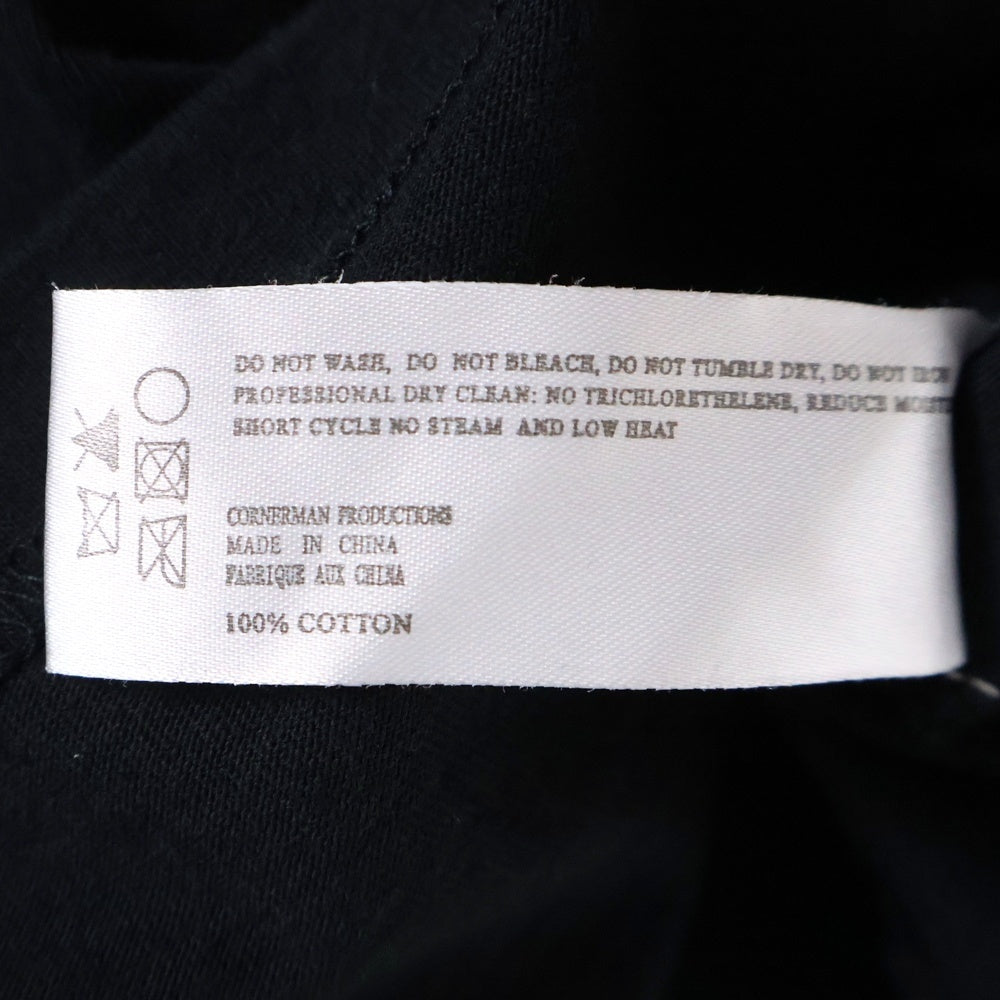 DO NOT WASH, DO NOT BLEACH, DO NOT TUMBLE DRY, DO NOT IRON
PROFESSIONAL DRY CLEAN: NO TRICHLORETHELENE, REDUCE
SHORT CYCLE NO STEAM AND LOW HEAT
CORNERMAN PRODUCTIONS
MADE IN CHINA
FABRIQUE AUX CHINA
100% COTTON